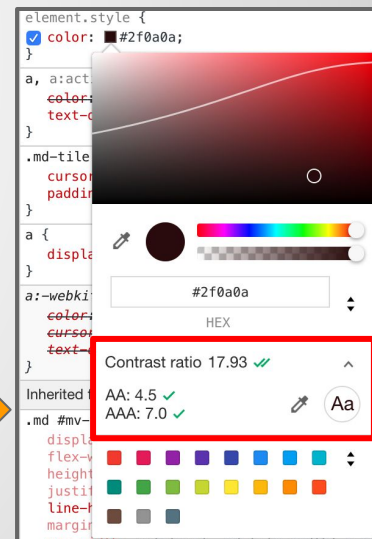 element.style {
color: #2f0a0a;
}
a, a:acti
color:
text-d
}
.md-tile
cursor
paddin
}
a {
displa
}
#2f0a0a
HEX
a:-webki
color:
cursor
text-d
}
Contrast ratio 17.93
AA: 4.5
AAA: 7.0
Aa
Inherited f
.md #mv-
displa
flex-w
height
justif
line-h
margin